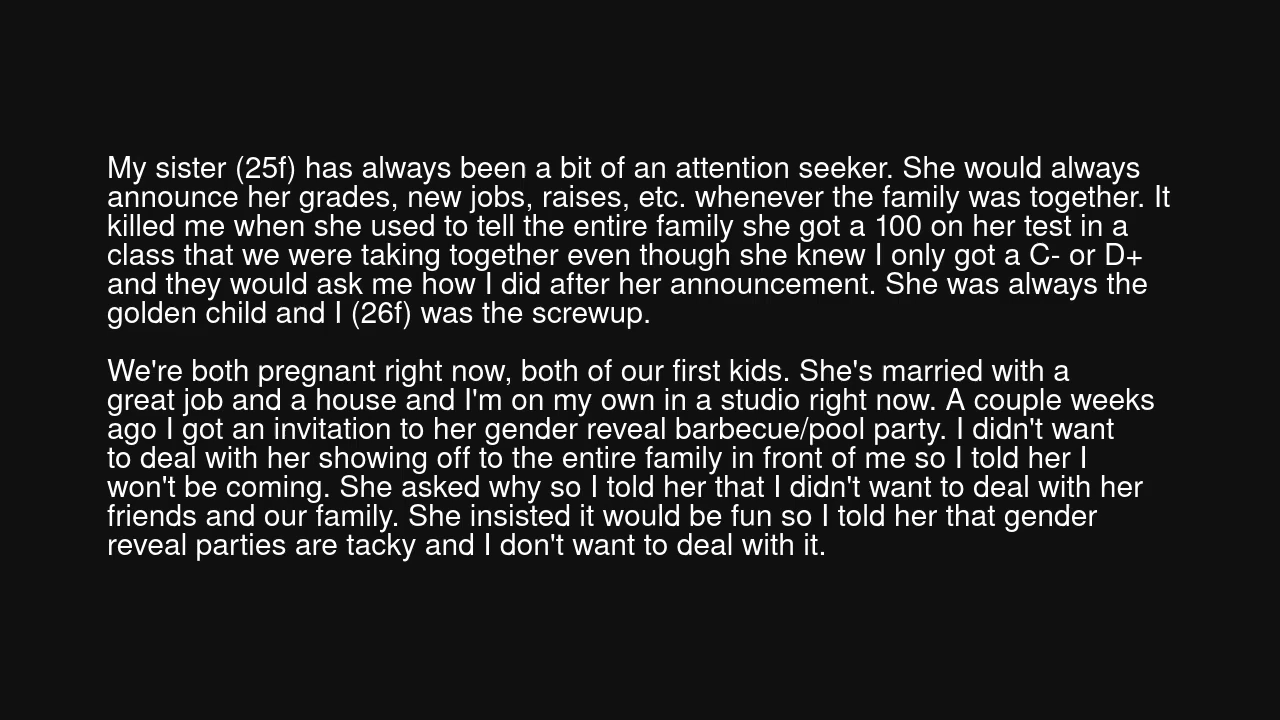 My sister (25f) has always been a bit of an attention seeker. She would always
announce her grades, new jobs, raises, etc. whenever the family was together. It
killed me when she used to tell the entire family she got a 100 on her test in a
class that we were taking together even though she knew I only got a C- or D+
and they would ask me how I did after her announcement. She was always the
golden child and I (26f) was the screwup.

We're both pregnant right now, both of our first kids. She's married with a
great job and a house and I'm on my own in a studio right now. A couple weeks
ago I got an invitation to her gender reveal barbecue/pool party. I didn't want
to deal with her showing off to the entire family in front of me so I told her I
won't be coming. She asked why so I told her that I didn't want to deal with her
friends and our family. She insisted it would be fun so I told her that gender
reveal parties are tacky and I don't want to deal with it.